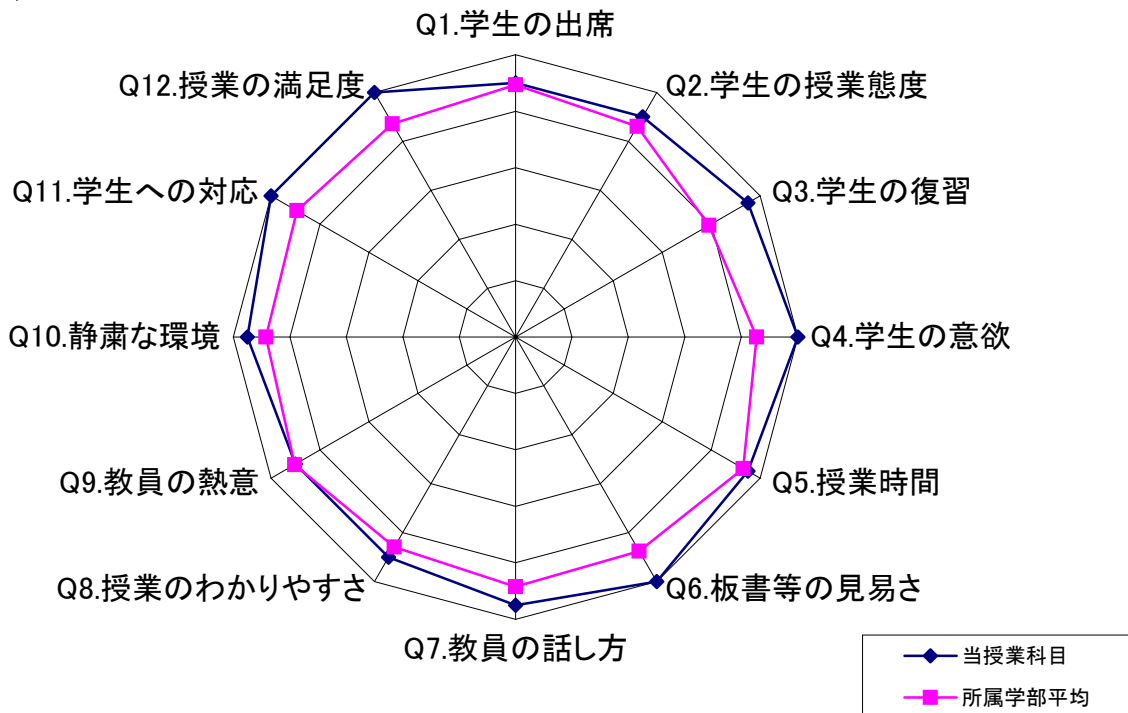 Q1.学生の出席
Q2.学生の授業態度
Q3.学生の復習
Q4.学生の意欲
Q5.授業時間
Q6.板書等の見易さ
Q7.教員の話し方
Q8.授業のわかりやすさ
Q9.教員の熱意
Q10.静粛な環境
Q11.学生への対応
Q12.授業の満足度
当授業科目
所属学部平均